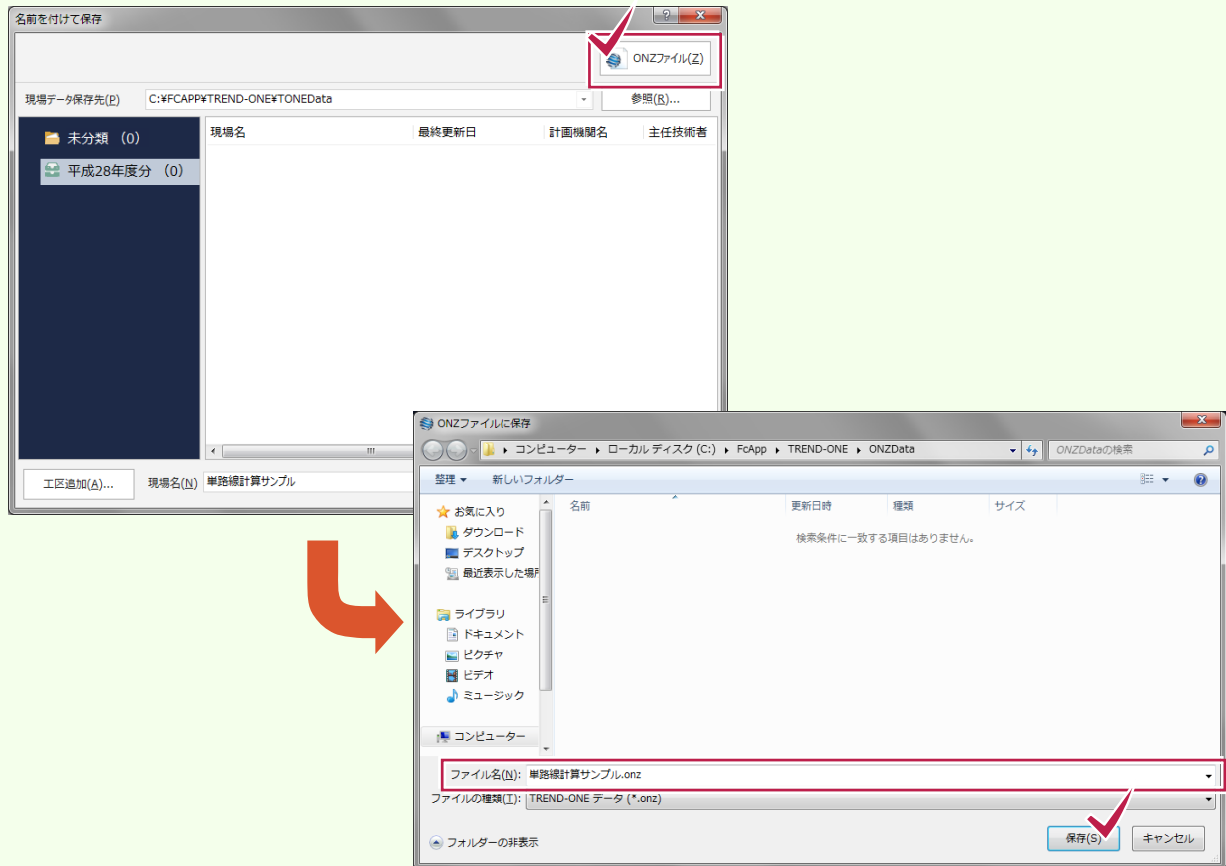 名前を付けて保存
ONZファイル(Z)
現場データ保存先(P) C:¥FCAPP¥TREND-ONE¥TONEData 参照(R)...
未分類 (0)
平成28年度分 (0)
現場名 最終更新日 計画機関名 主任技術者
工区追加(A)... 現場名(N) 単路線計算サンプル
ONZファイルに保存
コンピューター ローカル ディスク (C:) FcApp TREND-ONE ONZData ONZDataの検索
整理 新しいフォルダー
お気に入り
ダウンロード
デスクトップ
最近表示した場所
ライブラリ
ドキュメント
ピクチャ
ビデオ
ミュージック
コンピューター
名前 更新日時 種類 サイズ
検索条件に一致する項目はありません。
ファイル名(N): 単路線計算サンプル.onz
ファイルの種類(T): TREND-ONE データ (*.onz)
フォルダーの非表示 保存(S) キャンセル